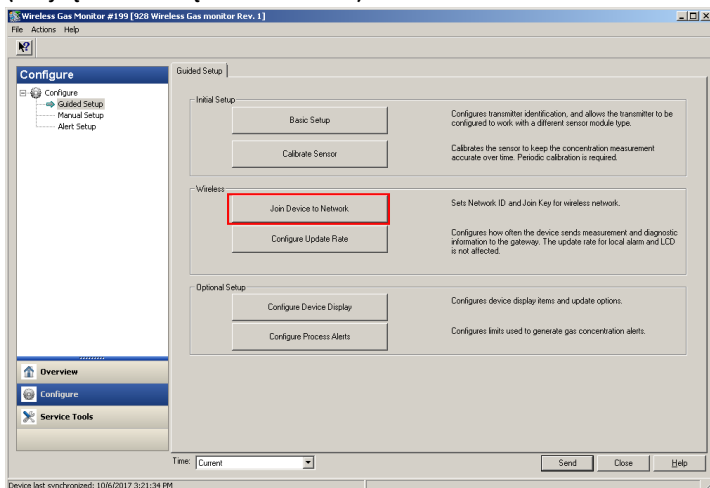 Wireless Gas Monitor #199 [928 Wireless Gas monitor Rev. 1]
File Actions Help
Configure
Configure
Guided Setup
Manual Setup
Alert Setup
Overview
Configure
Service Tools
Guided Setup
Initial Setup
Basic Setup
Configures transmitter identification, and allows the transmitter to be
configured to work with a different sensor module type.
Calibrate Sensor
Calibrates the sensor to keep the concentration measurement
accurate over time. Periodic calibration is required.
Wireless
Join Device to Network
Sets Network ID and Join Key for wireless network.
Configure Update Rate
Configures how often the device sends measurement and diagnostic
information to the gateway. The update rate for local alarm and LCD
is not affected.
Optional Setup
Configure Device Display
Configures device display items and update options.
Configure Process Alerts
Configures limits used to generate gas concentration alerts.
Time: Current
Send Close Help
Device last synchronized: 10/6/2017 3:21:34 PM